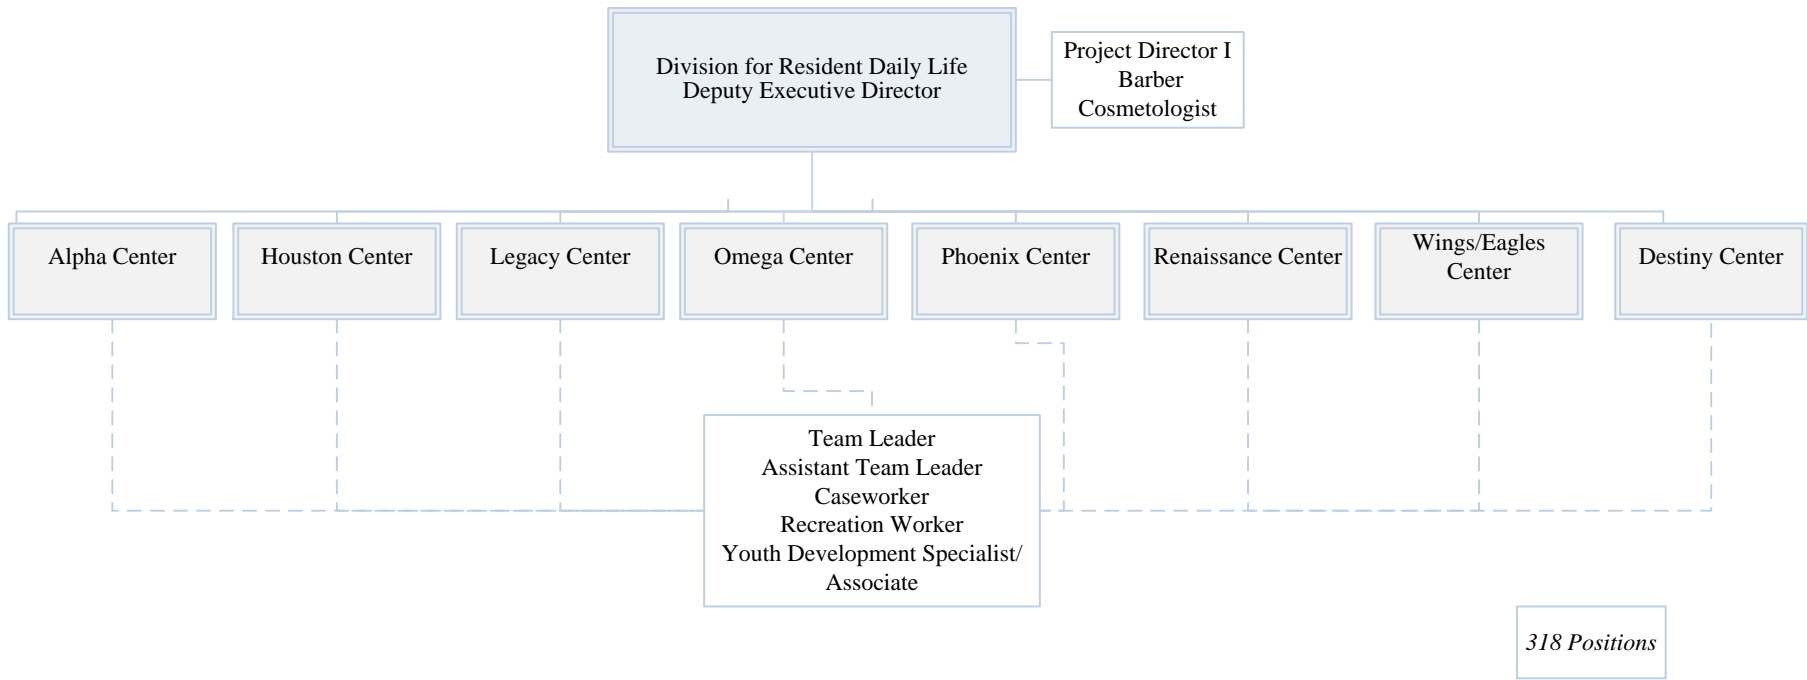 Division for Resident Daily Life
Deputy Executive Director
Project Director I
Barber
Cosmetologist
Alpha Center
Houston Center
Legacy Center
Omega Center
Phoenix Center
Renaissance Center
Wings/Eagles
Center
Destiny Center
Team Leader
Assistant Team Leader
Caseworker
Recreation Worker
Youth Development Specialist/
Associate
318 Positions